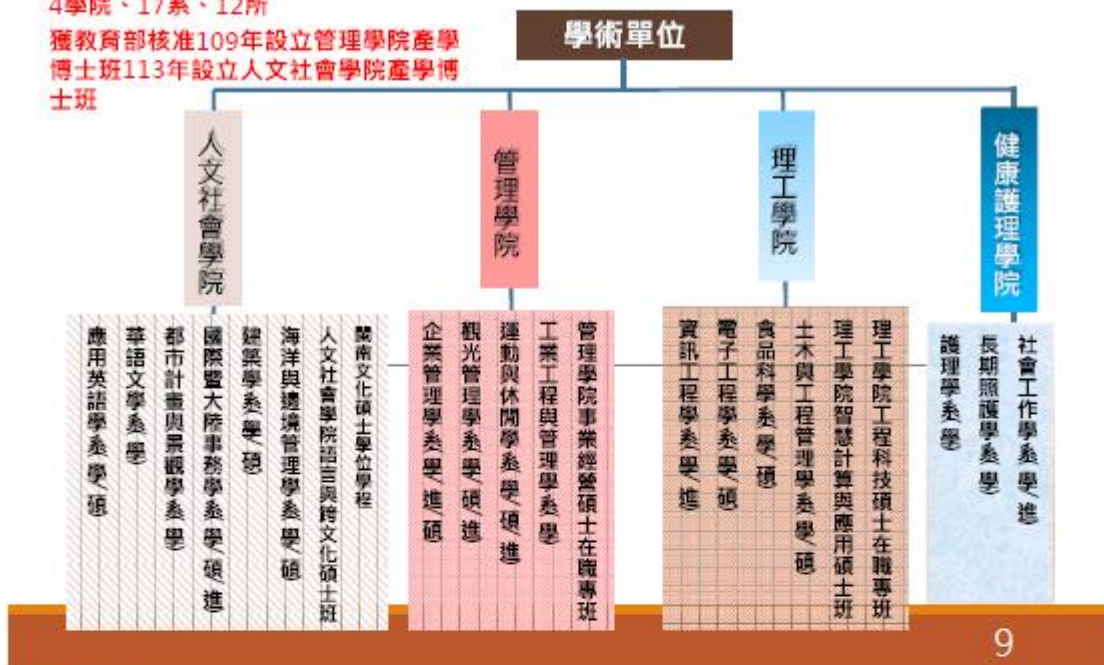 4學院、17系、12所
獲教育部核准109年設立管理學院產學
博士班113年設立人文社會學院產學博
士班
學術單位
人文社會學院
管理學院
理工學院
健康護理學院
應用英語學系(學、碩)
華語文學系(學)
都市計畫與景觀學系(學)
國際暨大陸事務學系(學、碩、進)
建築學系(學、碩)
海洋與邊境管理學系(學、碩)
人文社會學院語言與跨文化碩士班
閩南文化碩士學位學程
企業管理學系(學、進、碩)
觀光管理學系(學、碩、進)
運動與休閒學系(學、碩、進)
工業工程與管理學系(學)
管理學院事業經營碩士在職專班
資訊工程學系(學、進)
電子工程學系(學、碩)
食品科學系(學、碩)
土木與工程管理學系(學、碩)
理工學院智慧計算與應用碩士班
理工學院工程科技碩士在職專班
護理學系(學)
長期照護學系(學)
社會工作學系(學、進)
9